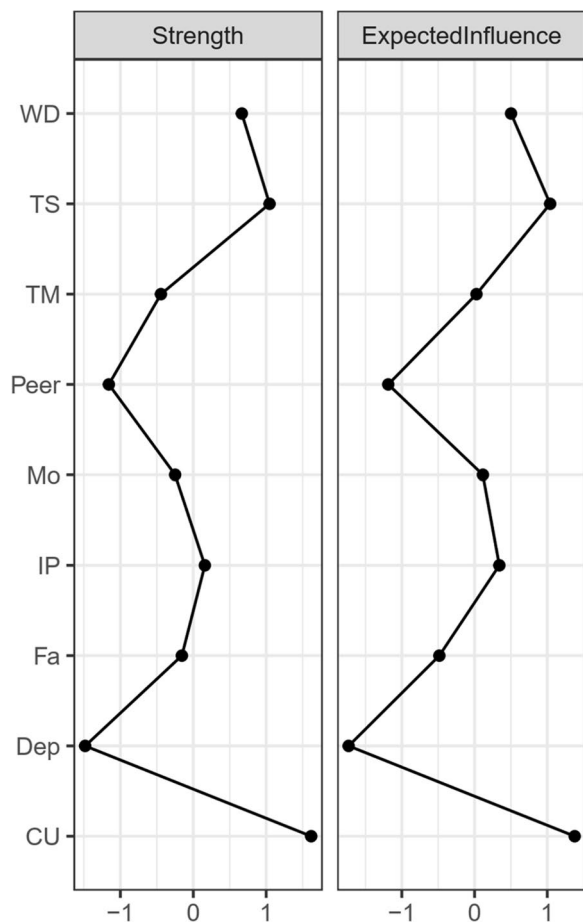 Strength ExpectedInfluence
WD
TS
TM
Peer
Mo
IP
Fa
Dep
CU
−1 0 1 −1 0 1